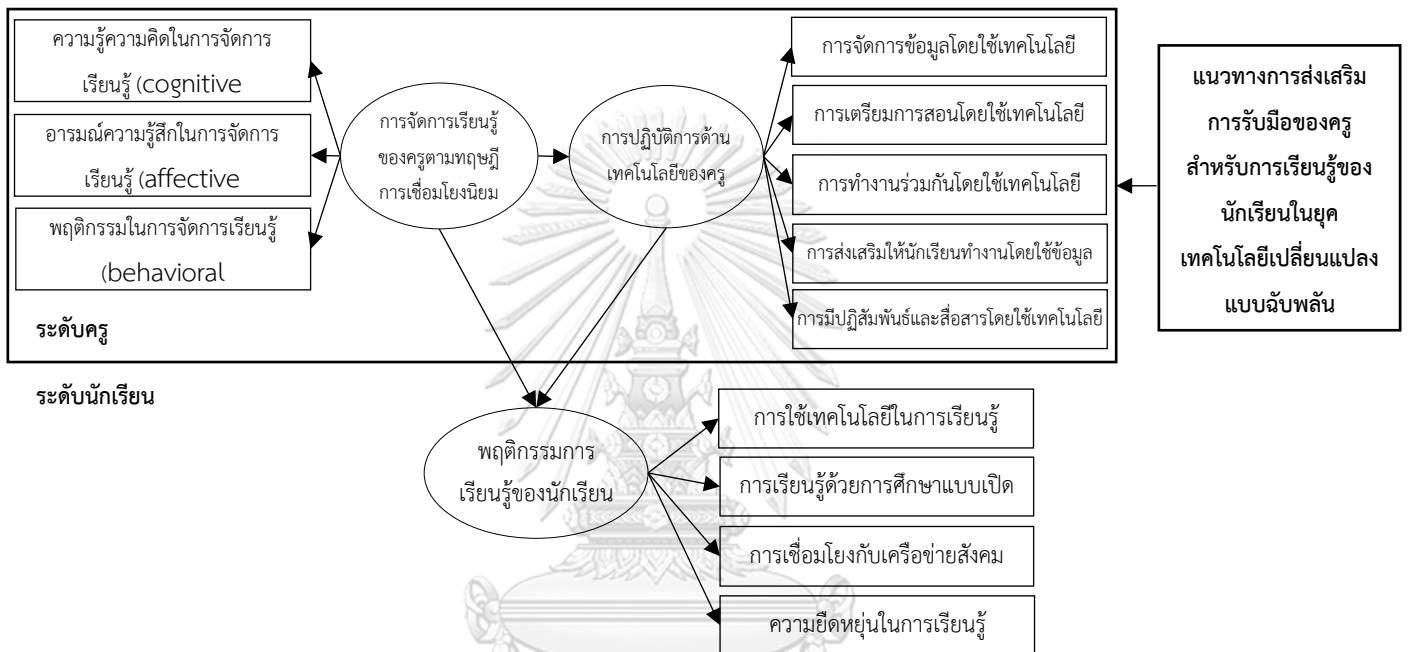 ความรู้ความคิดในการจัดการ
เรียนรู้ (cognitive
อารมณ์ความรู้สึกในการจัดการ
เรียนรู้ (affective
พฤติกรรมในการจัดการเรียนรู้
(behavioral
ระดับครู
การจัดการเรียนรู้
ของครูตามทฤษฎี
การเชื่อมโยงนิยม
การปฏิบัติการด้าน
เทคโนโลยีของครู
การจัดการข้อมูลโดยใช้เทคโนโลยี
การเตรียมการสอนโดยใช้เทคโนโลยี
การทำงานร่วมกันโดยใช้เทคโนโลยี
การส่งเสริมให้นักเรียนทำงานโดยใช้ข้อมูล
การมีปฏิสัมพันธ์และสื่อสารโดยใช้เทคโนโลยี
แนวทางการส่งเสริม
การรับมือของครู
สำหรับการเรียนรู้ของ
นักเรียนในยุค
เทคโนโลยีเปลี่ยนแปลง
แบบฉับพลัน
ระดับนักเรียน
พฤติกรรมการ
เรียนรู้ของนักเรียน
การใช้เทคโนโลยีในการเรียนรู้
การเรียนรู้ด้วยการศึกษาแบบเปิด
การเชื่อมโยงกับเครือข่ายสังคม
ความยืดหยุ่นในการเรียนรู้